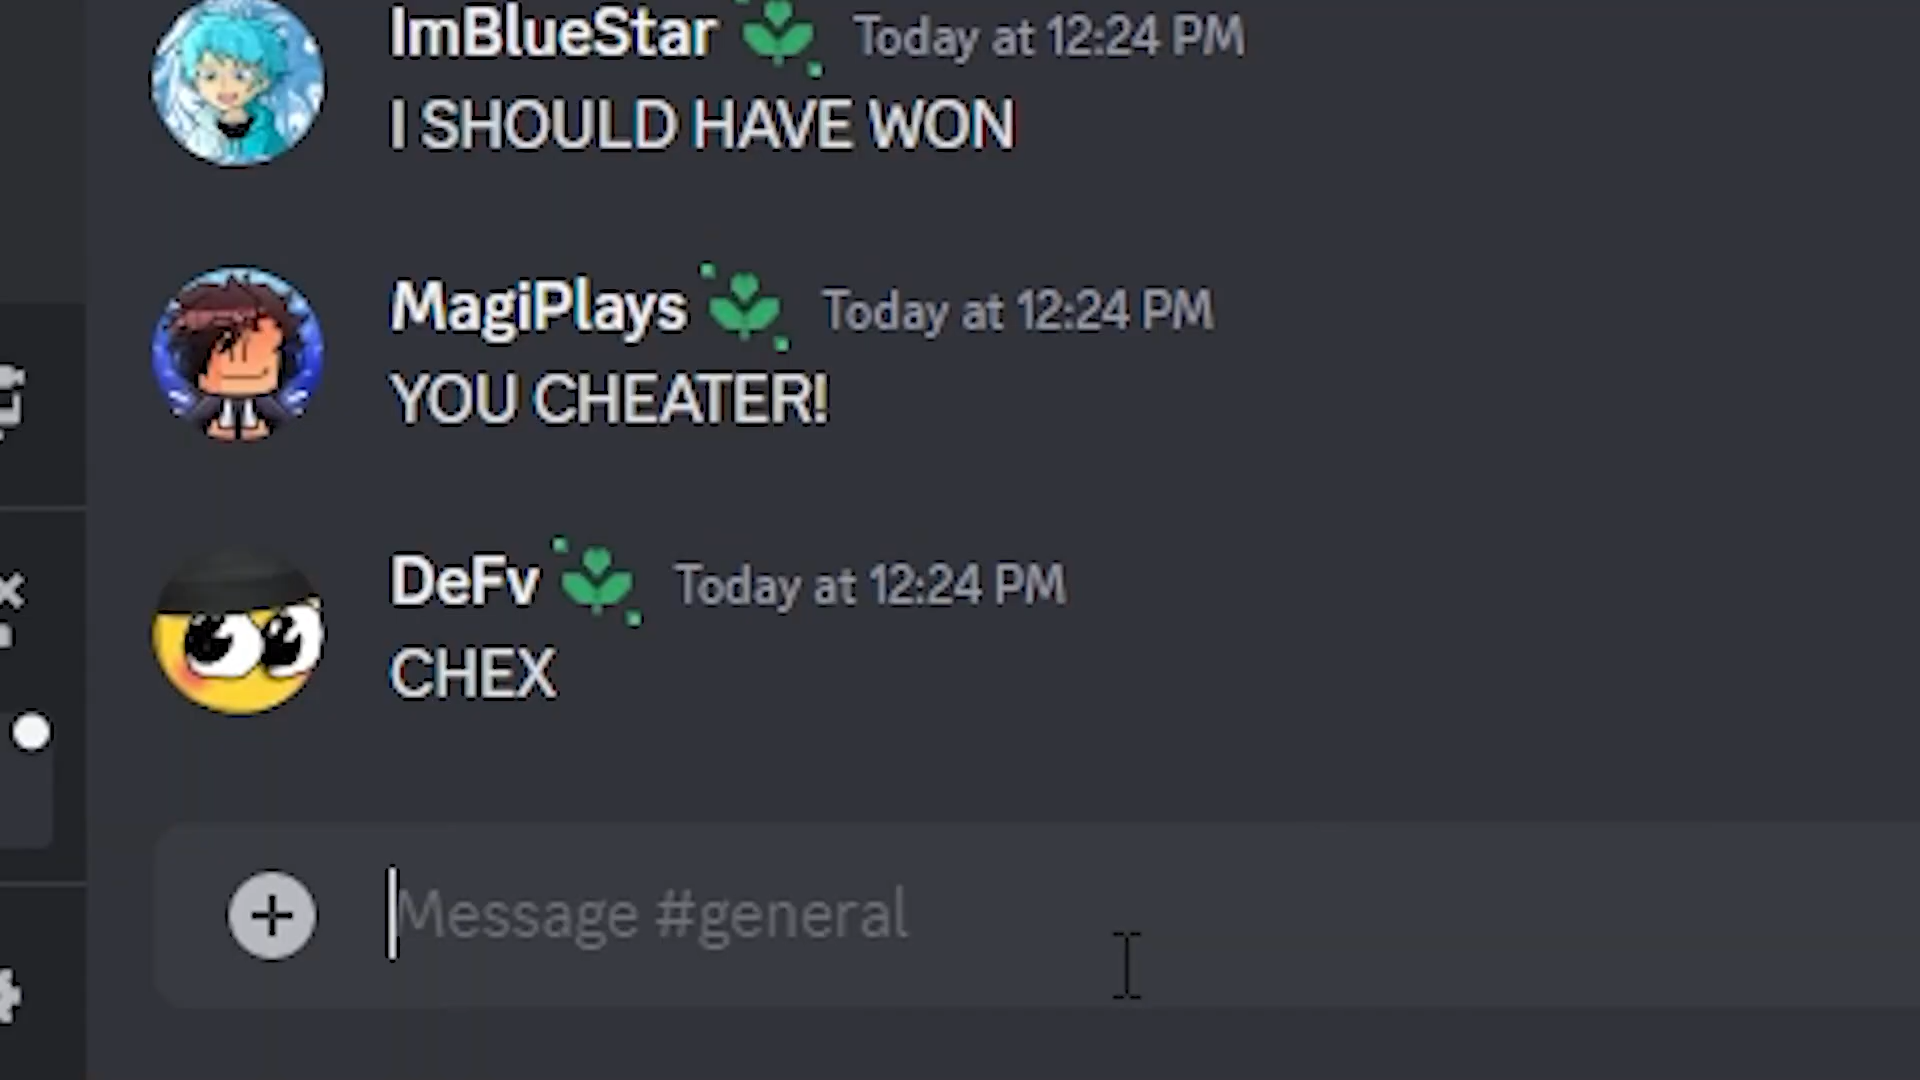 ImBlueStar Today at 12:24 PM
I SHOULD HAVE WON
MagiPlays Today at 12:24 PM
YOU CHEATER!
DeFv Today at 12:24 PM
CHEX
Message #general